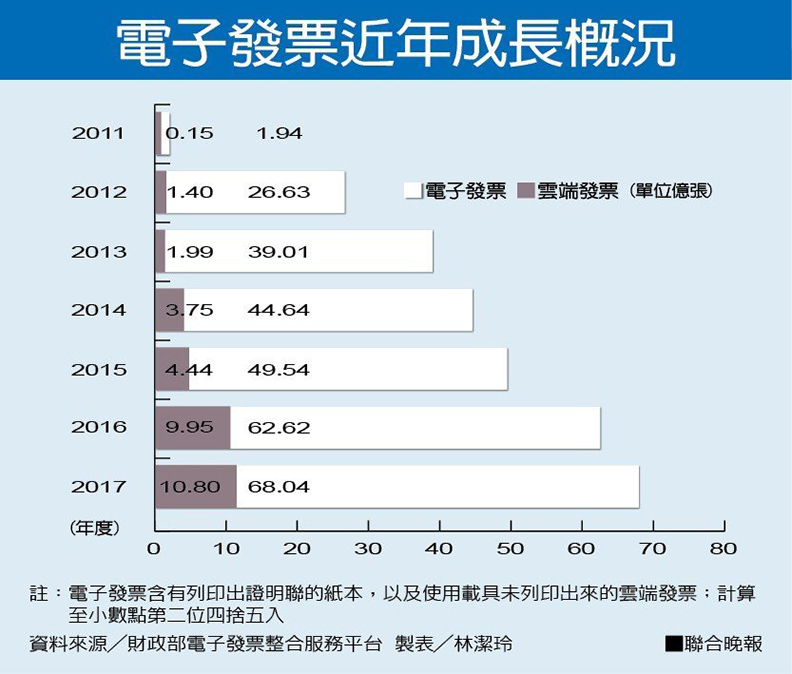 電子發票近年成長概況
2011 0.15 1.94
2012 1.40 26.63
電子發票 雲端發票 (單位億張)
2013 1.99 39.01
2014 3.75 44.64
2015 4.44 49.54
2016 9.95 62.62
2017 10.80 68.04
(年度)
0 10 20 30 40 50 60 70 80
註：電子發票含有列印出證明聯的紙本，以及使用載具未列印出來的雲端發票；計算
至小數點第二位四捨五入
資料來源／財政部電子發票整合服務平台 製表／林潔玲
■聯合晚報